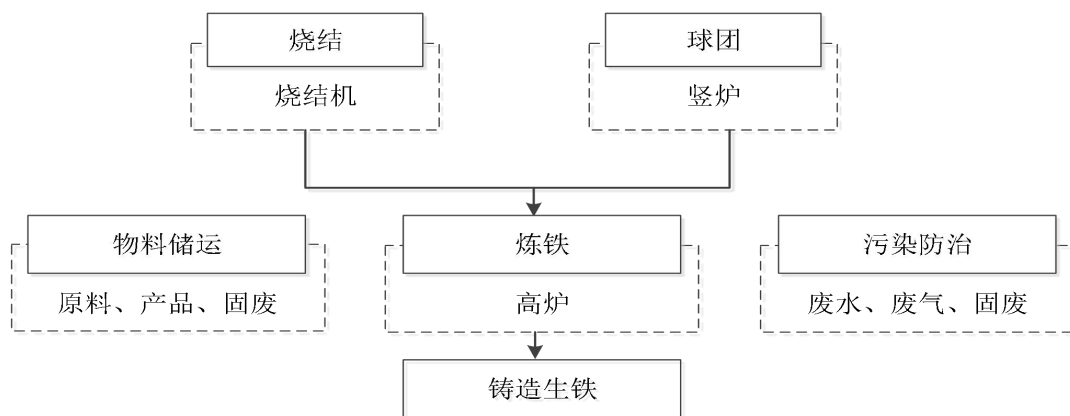 烧结
球团
烧结机
竖炉
物料储运
炼铁
污染防治
原料、产品、固废
高炉
废水、废气、固废
铸造生铁